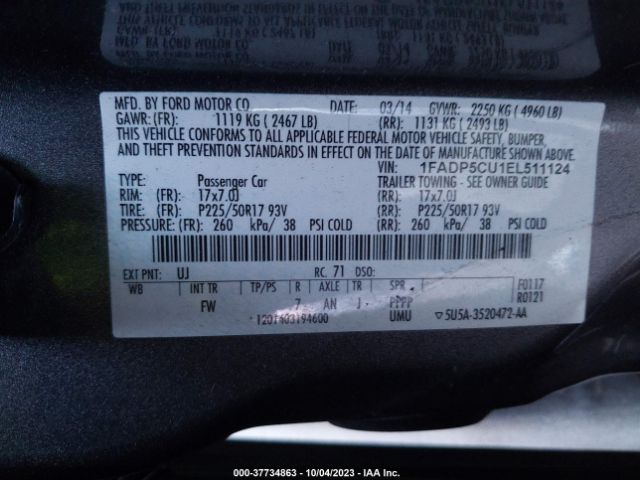 MFD. BY FORD MOTOR CO. DATE: 03/14 GVWR: 2250 KG ( 4960 LB)
GAWR: (FR): 1119 KG ( 2467 LB) (RR): 1131 KG ( 2493 LB)
THIS VEHICLE CONFORMS TO ALL APPLICABLE FEDERAL MOTOR VEHICLE SAFETY, BUMPER,
AND THEFT PREVENTION STANDARDS IN EFFECT ON THE DATE OF MANUFACTURE SHOWN ABOVE.
VIN: 1FADP5CU1EL511124
TYPE: Passenger Car TRAILER TOWING - SEE OWNER GUIDE
RIM: (FR): 17x7.0J (RR): 17x7.0J
TIRE: (FR): P225/50R17 93V (RR): P225/50R17 93V
PRESSURE: (FR): 260 kPa/ 38 PSI COLD (RR): 260 kPa/ 38 PSI COLD
EXT PNT: UJ RC: 71 DSO:
WB INT TR TP/PS R AXLE TR SPR F0117
FW 7 AN J PPPP R0121
1201403194600 UMU ▽ 5U5A-3520472-AA
000-37734863 - 10/04/2023 - IAA Inc.